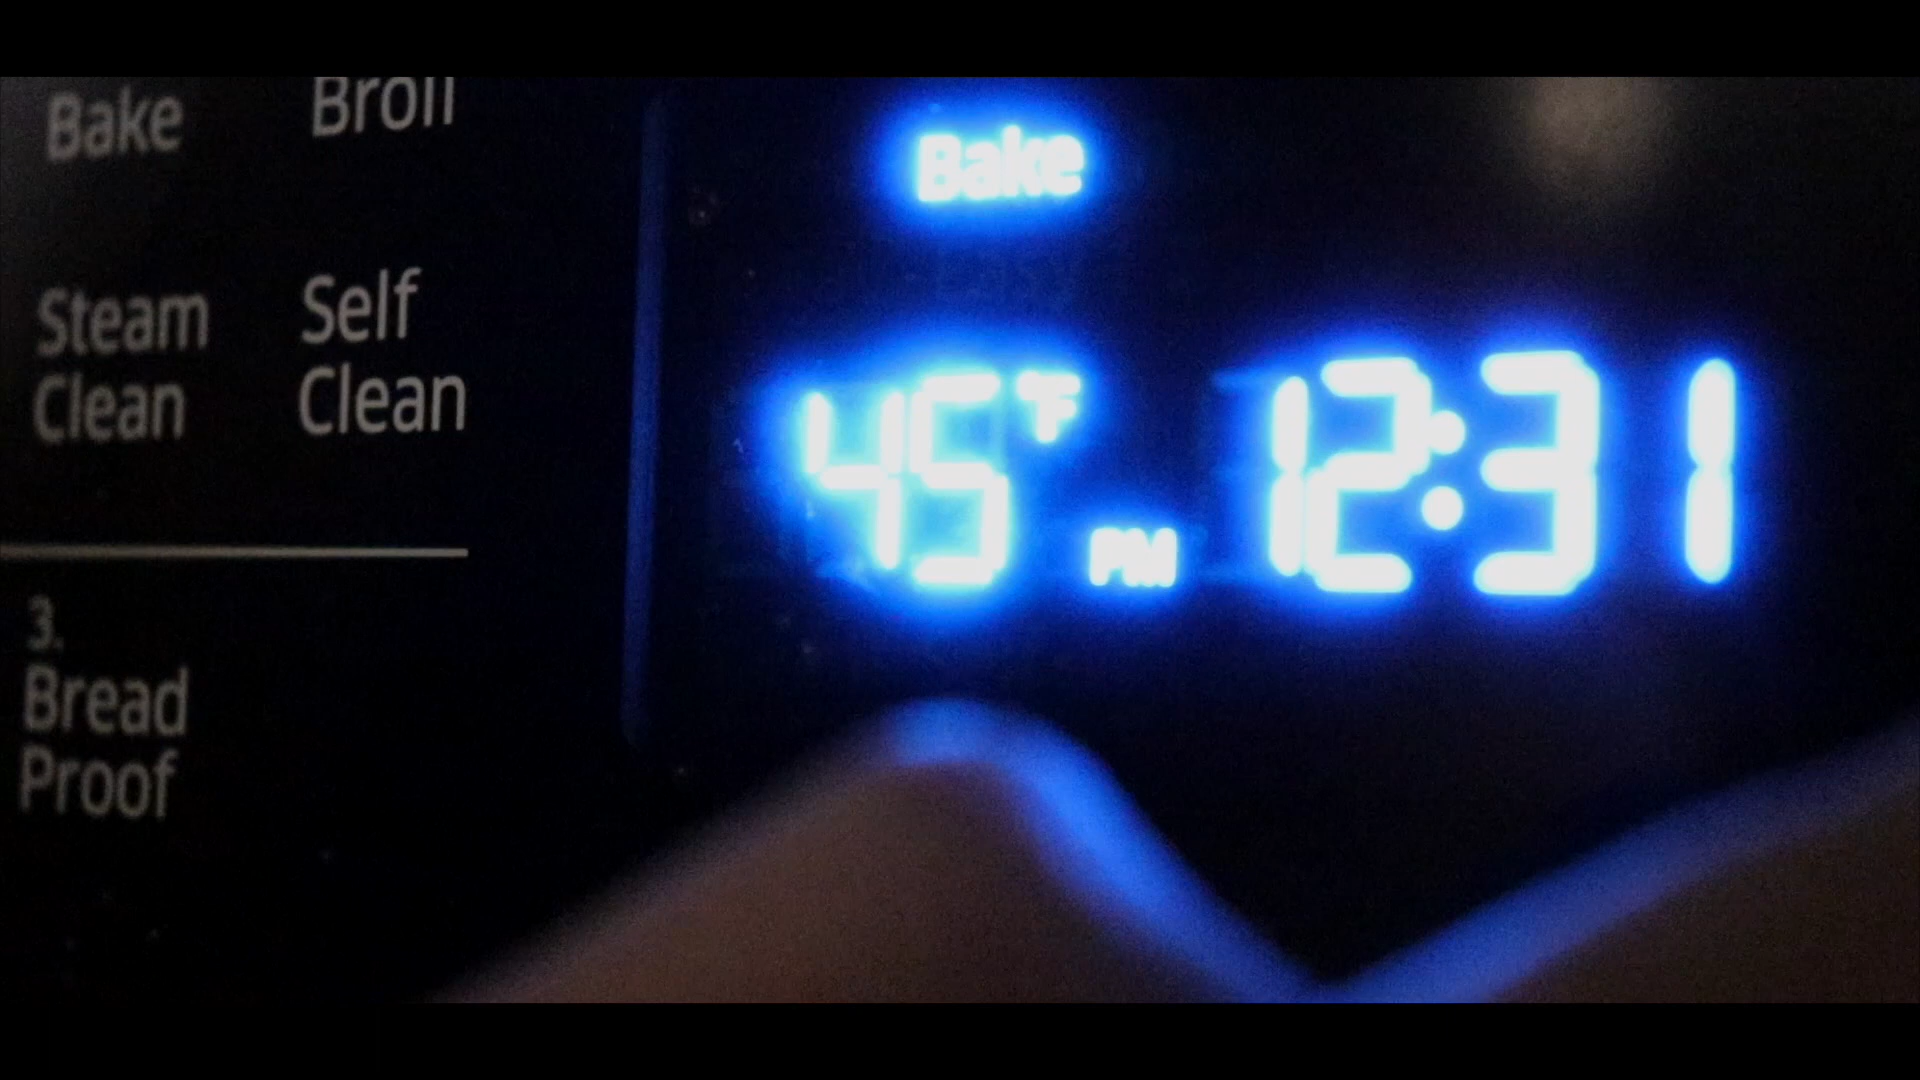 Bake Broil
Bake
Steam Clean
Self Clean
45°F
PM 12:31
3.
Bread
Proof